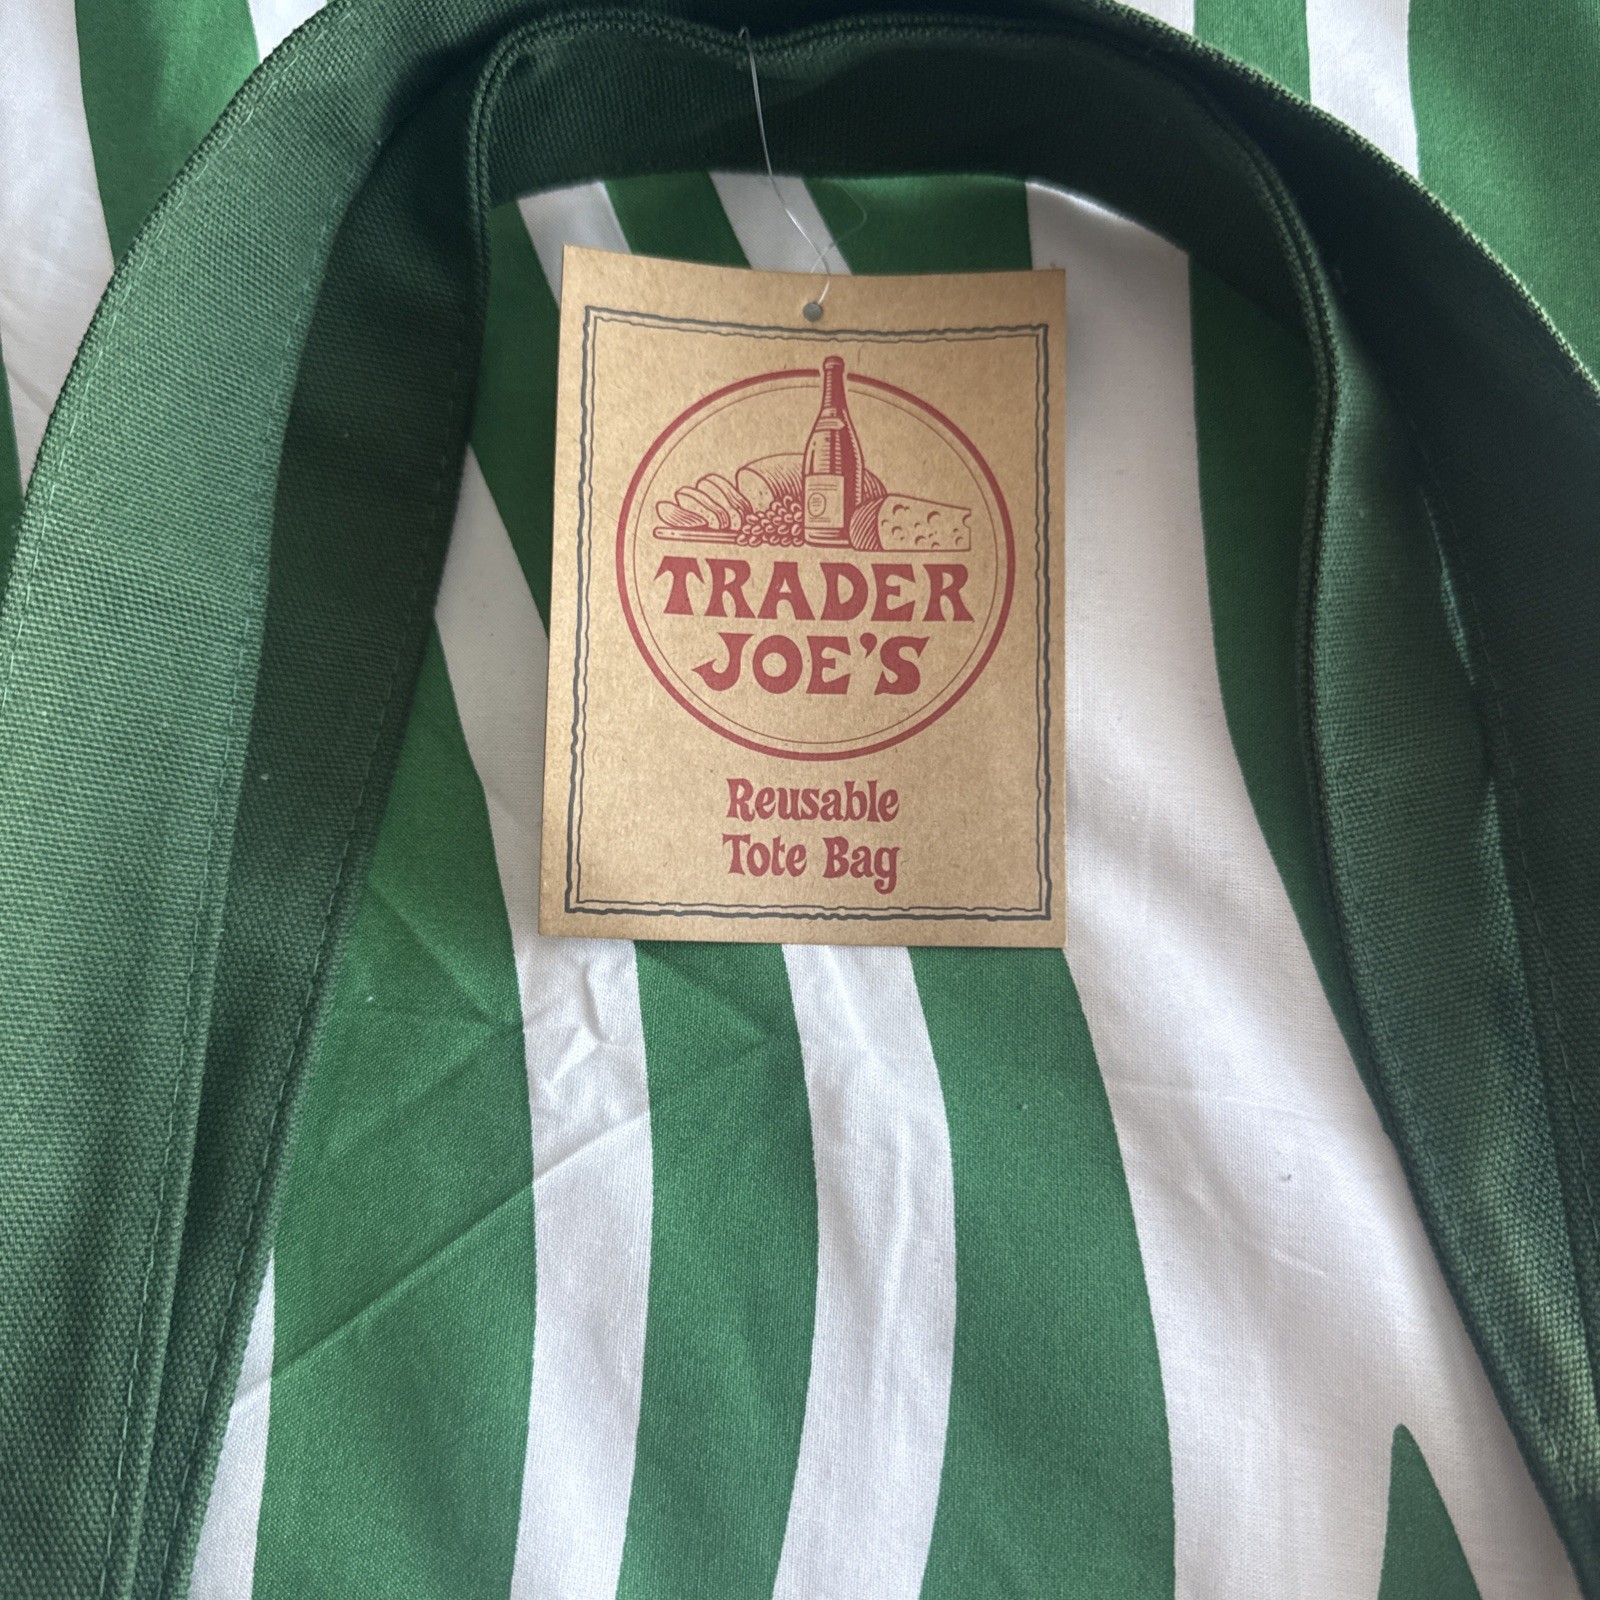 TRADER
JOE'S
Reusable
Tote Bag